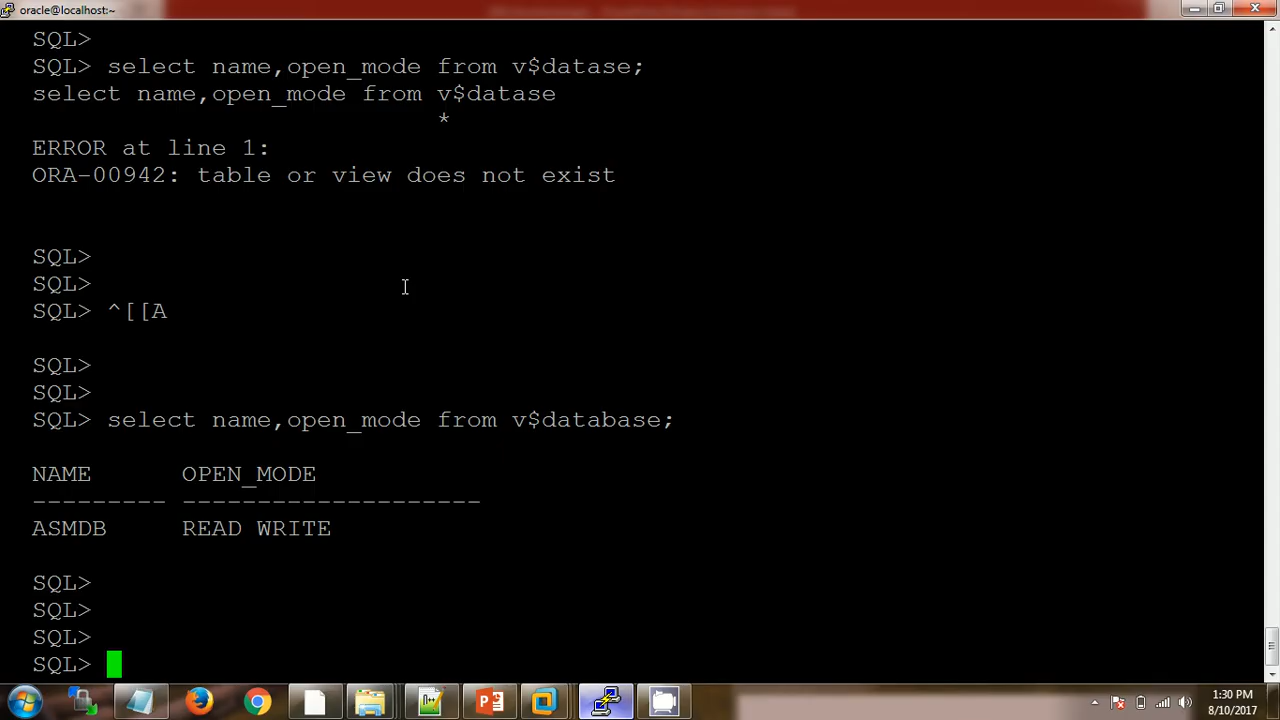 oracle@localhost:~
SQL>
SQL> select name,open_mode from v$datase;
select name,open_mode from v$datase
*
ERROR at line 1:
ORA-00942: table or view does not exist
SQL>
SQL>
SQL> ^[[A
SQL>
SQL>
SQL> select name,open_mode from v$database;
NAME      OPEN_MODE
--------- --------------------
ASMDB     READ WRITE
SQL>
SQL>
SQL>
SQL>
1:30 PM
8/10/2017